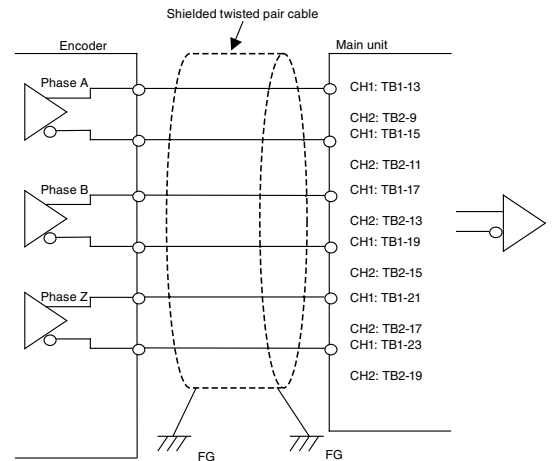 Shielded twisted pair cable
Encoder
Main unit
Phase A
CH1: TB1-13
CH2: TB2-9
CH1: TB1-15
CH2: TB2-11
Phase B
CH1: TB1-17
CH2: TB2-13
CH1: TB1-19
CH2: TB2-15
Phase Z
CH1: TB1-21
CH2: TB2-17
CH1: TB1-23
CH2: TB2-19
FG
FG